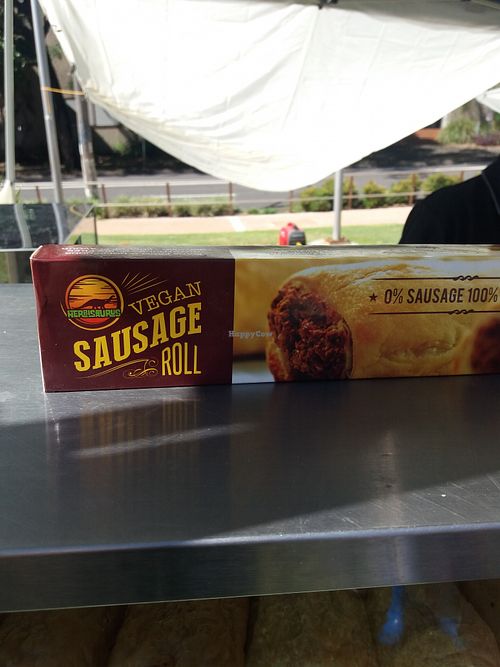 HERBISAURUS
VEGAN
SAUSAGE
ROLL
★ 0% SAUSAGE 100%
HappyCow